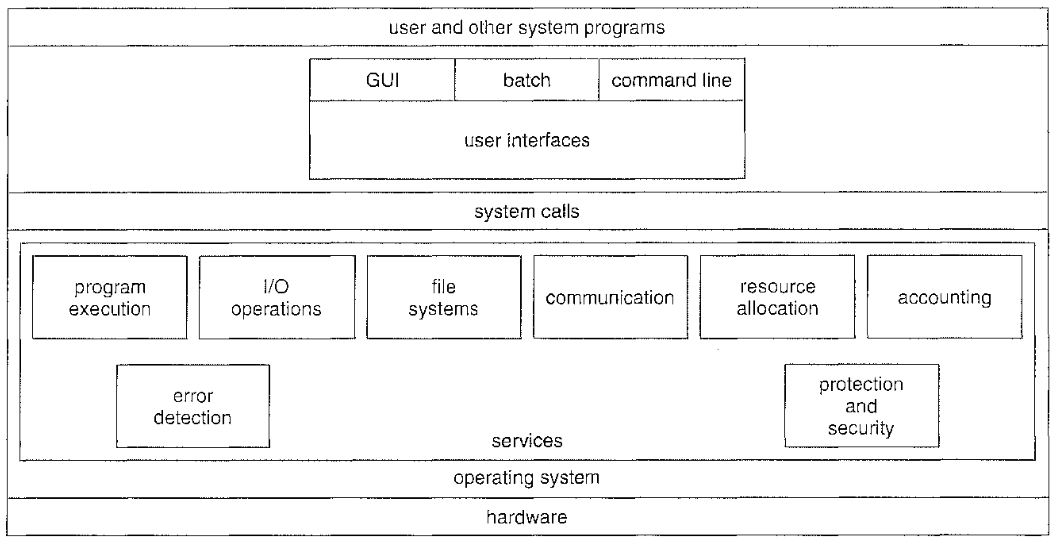 user and other system programs
GUI
batch
command line
user interfaces
system calls
program
execution
I/O
operations
file
systems
communication
resource
allocation
accounting
error
detection
protection
and
security
services
operating system
hardware